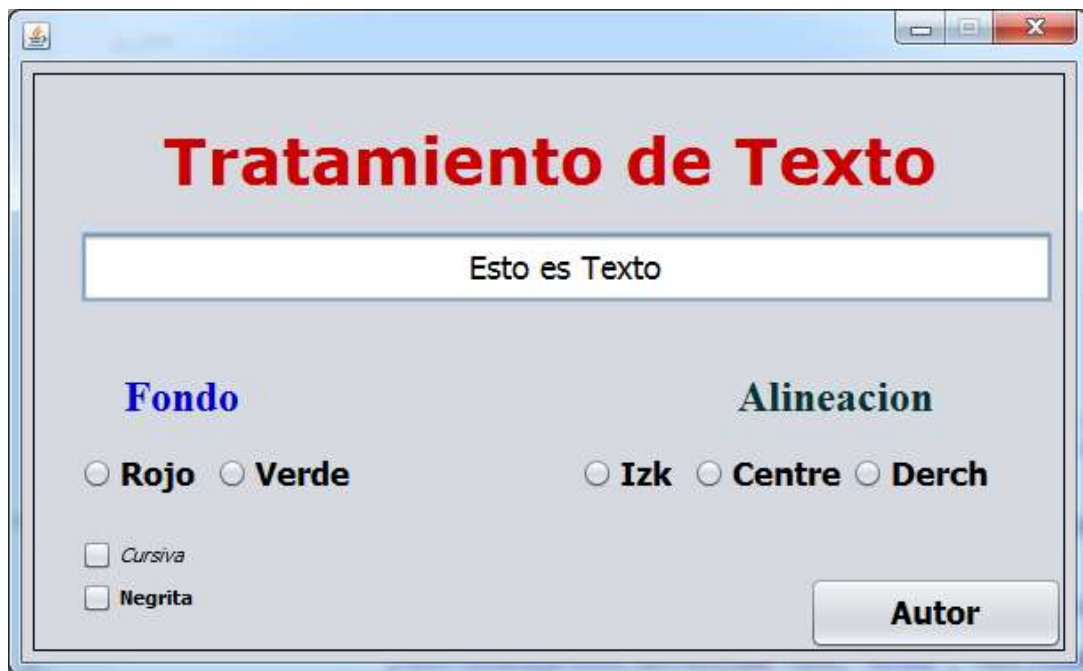 Tratamiento de Texto
Esto es Texto
Fondo Alineacion
Rojo Verde Izk Centre Derch
Cursiva
Negrita
Autor